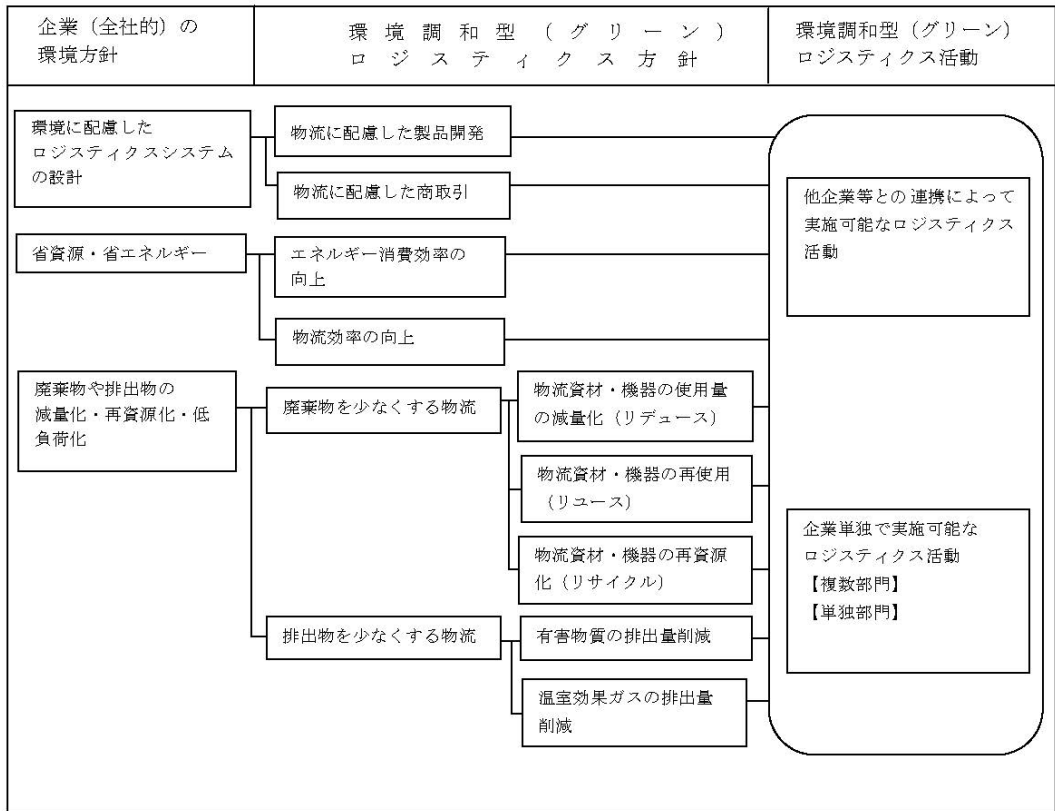 企業（全社的）の
環境方針
環境調和型（グリーン）
ロジスティクス方針
環境調和型（グリーン）
ロジスティクス活動
環境に配慮した
ロジスティクスシステム
の設計
物流に配慮した製品開発
物流に配慮した商取引
他企業等との連携によって
実施可能なロジスティクス
活動
省資源・省エネルギー
エネルギー消費効率の
向上
物流効率の向上
廃棄物や排出物の
減量化・再資源化・低
負荷化
廃棄物を少なくする物流
物流資材・機器の使用量
の減量化（リデュース）
物流資材・機器の再使用
（リユース）
物流資材・機器の再資源
化（リサイクル）
企業単独で実施可能な
ロジスティクス活動
【複数部門】
【単独部門】
排出物を少なくする物流
有害物質の排出量削減
温室効果ガスの排出量
削減